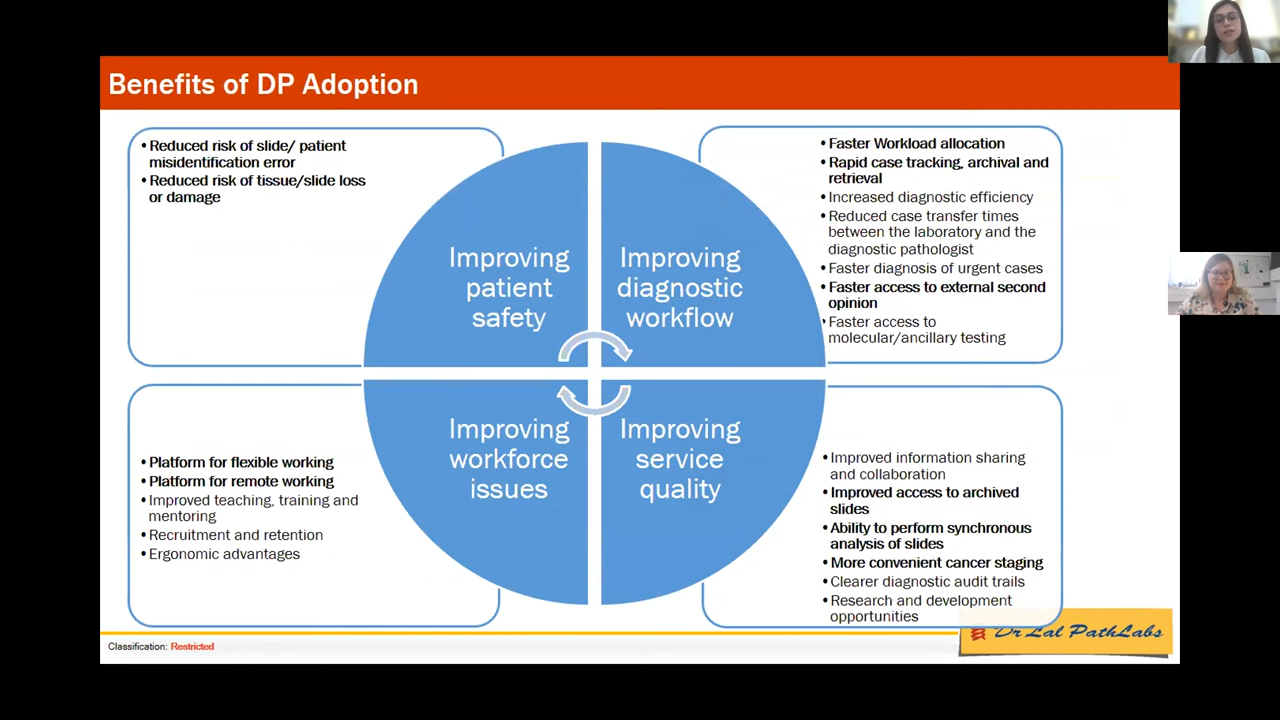 Benefits of DP Adoption
• Reduced risk of slide/ patient
misidentification error
• Reduced risk of tissue/slide loss
or damage
Improving
patient
safety
Improving
diagnostic
workflow
• Faster Workload allocation
• Rapid case tracking, archival and
retrieval
• Increased diagnostic efficiency
• Reduced case transfer times
between the laboratory and the
diagnostic pathologist
• Faster diagnosis of urgent cases
• Faster access to external second
opinion
• Faster access to
molecular/ancillary testing
• Platform for flexible working
• Platform for remote working
• Improved teaching, training and
mentoring
• Recruitment and retention
• Ergonomic advantages
Improving
workforce
issues
Improving
service
quality
• Improved information sharing
and collaboration
• Improved access to archived
slides
• Ability to perform synchronous
analysis of slides
• More convenient cancer staging
• Clearer diagnostic audit trails
• Research and development
opportunities
Classification: Restricted
Dr Lal PathLabs